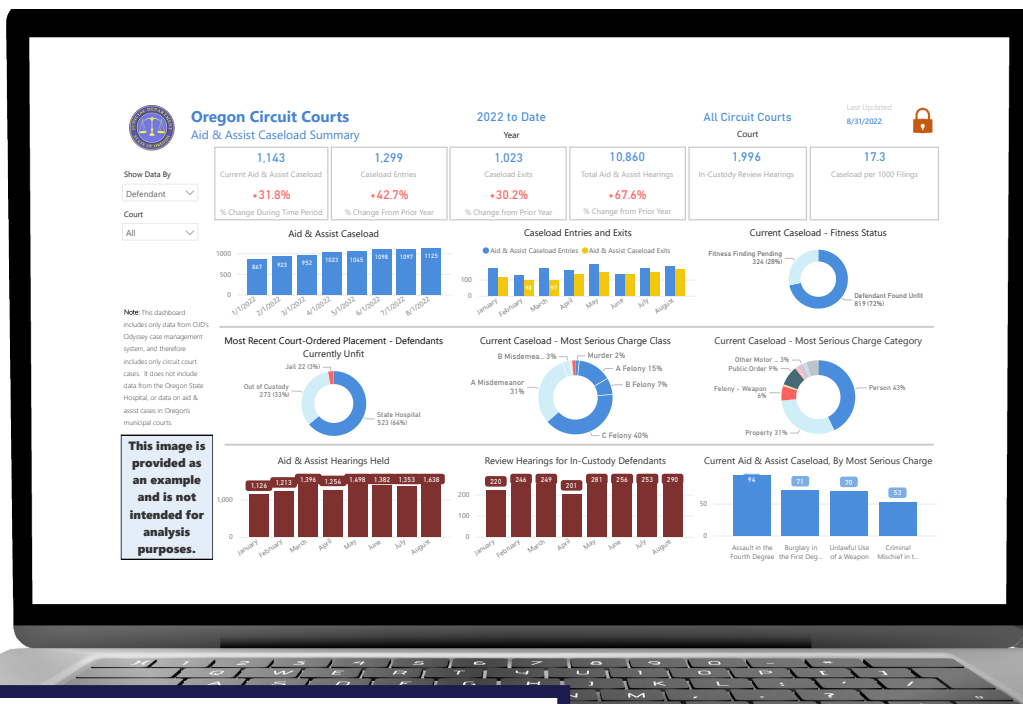 Oregon Circuit Courts
Aid & Assist Caseload Summary
2022 to Date
Year
All Circuit Courts
Court
Last Updated
8/31/2022
Show Data By
Defendant
Court
All
1,143
Current Aid & Assist Caseload
+31.8%
% Change During Time Period
1,299
Caseload Entries
+42.7%
% Change From Prior Year
1,023
Caseload Exits
+30.2%
% Change from Prior Year
10,860
Total Aid & Assist Hearings
+67.6%
% Change from Prior Year
1,996
In-Custody Review Hearings
17.3
Caseload per 1000 Filings
Aid & Assist Caseload
1000
500
0
867
923
952
1023
1045
1098
1097
1125
1/1/2022
2/1/2022
3/1/2022
4/1/2022
5/1/2022
6/1/2022
7/1/2022
8/1/2022
Caseload Entries and Exits
Aid & Assist Caseload Entries
Aid & Assist Caseload Exits
100
0
98
97
January
February
March
April
May
June
July
August
Current Caseload - Fitness Status
Fitness Finding Pending
324 (28%)
Defendant Found Unfit
819 (72%)
Note: This dashboard
includes only data from OJD's
Odyssey case management
system, and therefore
includes only circuit court
cases. It does not include
data from the Oregon State
Hospital, or data on aid &
assist cases in Oregon's
municipal courts.
Most Recent Court-Ordered Placement - Defendants
Currently Unfit
Jail 22 (3%)
Out of Custody
273 (33%)
State Hospital
523 (64%)
Current Caseload - Most Serious Charge Class
B Misdemea... 3%
Murder 2%
A Felony 15%
B Felony 7%
A Misdemeanor
31%
C Felony 40%
Current Caseload - Most Serious Charge Category
Other Motor ... 3%
Public Order 9%
Felony - Weapon
6%
Person 43%
Property 31%
This image is
provided as
an example
and is not
intended for
analysis
purposes.
Aid & Assist Hearings Held
1,000
0
1,126
1,213
1,396
1,254
1,498
1,382
1,353
1,638
January
February
March
April
May
June
July
August
Review Hearings for In-Custody Defendants
200
100
0
220
246
249
201
281
256
253
290
January
February
March
April
May
June
July
August
Current Aid & Assist Caseload, By Most Serious Charge
50
0
94
71
70
53
Assault in the
Fourth Degree
Burglary in
the First Deg...
Unlawful Use
of a Weapon
Criminal
Mischief in t...